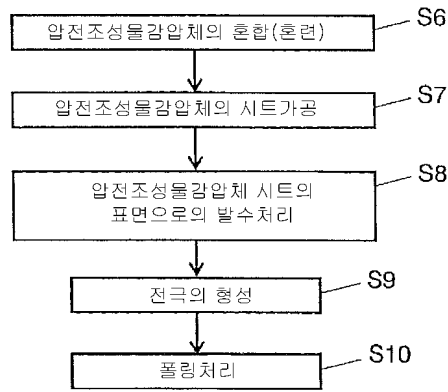 압전조성물감압체의 혼합(혼련)
S6
압전조성물감압체의 시트가공
S7
압전조성물감압체 시트의
표면으로의 발수처리
S8
전극의 형성
S9
폴링처리
S10